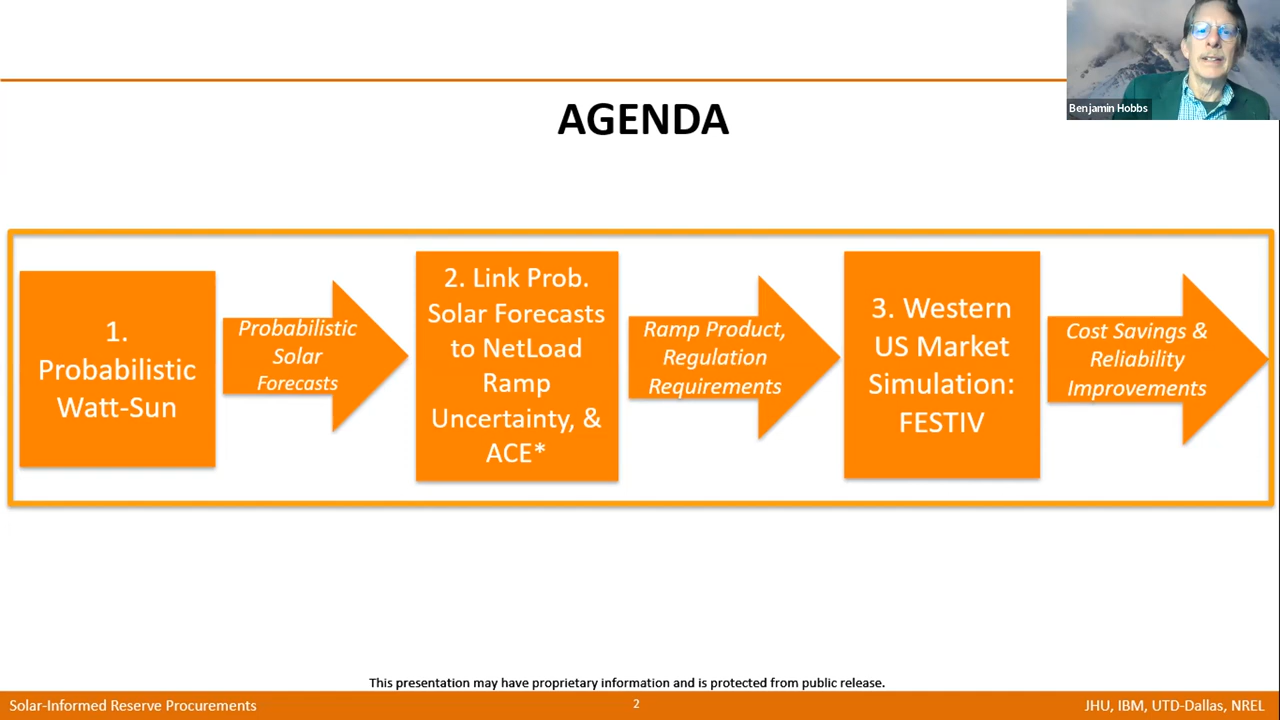 Benjamin Hobbs
AGENDA
1.
Probabilistic
Watt-Sun
Probabilistic
Solar
Forecasts
2. Link Prob.
Solar Forecasts
to NetLoad
Ramp
Uncertainty, &
ACE*
Ramp Product,
Regulation
Requirements
3. Western
US Market
Simulation:
FESTIV
Cost Savings &
Reliability
Improvements
This presentation may have proprietary information and is protected from public release.
Solar-Informed Reserve Procurements
2
JHU, IBM, UTD-Dallas, NREL